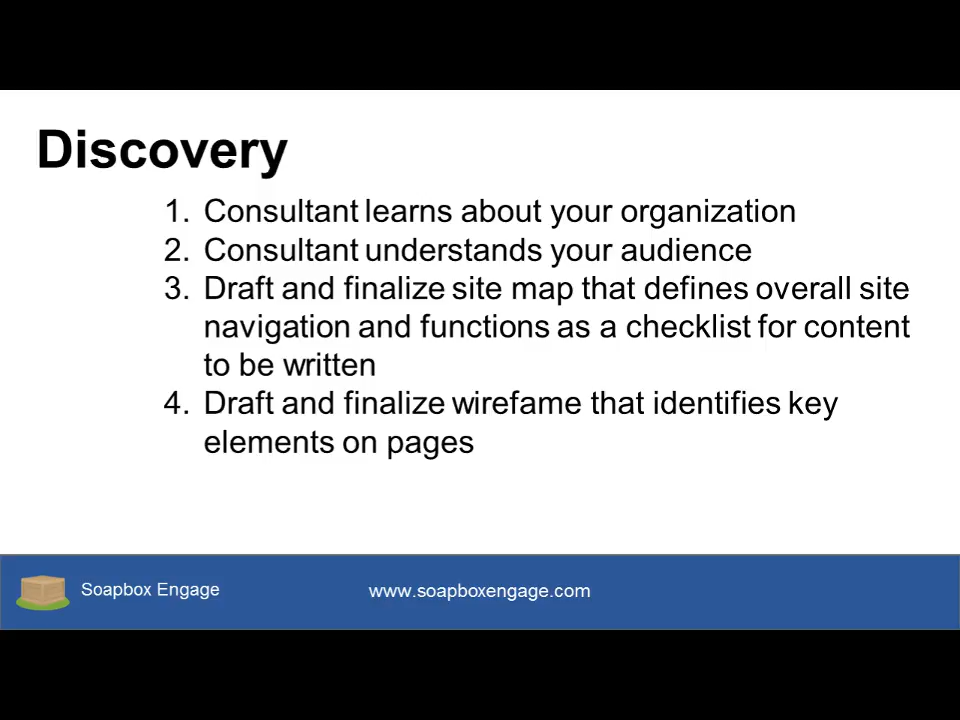 Discovery
1. Consultant learns about your organization
2. Consultant understands your audience
3. Draft and finalize site map that defines overall site
navigation and functions as a checklist for content
to be written
4. Draft and finalize wirefame that identifies key
elements on pages
Soapbox Engage
www.soapboxengage.com